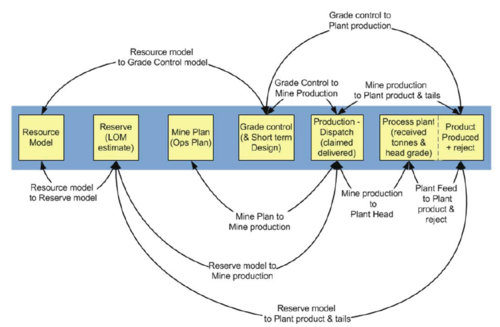 Grade control to
Plant production
Resource model
to Grade Control model
Grade Control to
Mine Production
Mine production
to Plant product & tails
Resource
Model
Reserve
(LOM
estimate)
Mine Plan
(Ops Plan)
Grade control
(& Short term
Design)
Production -
Dispatch
(claimed
delivered)
Process plant
(received
tonnes &
head grade)
Product
Produced
+ reject
Resource model
to Reserve model
Mine Plan to
Mine production
Mine production
to
Plant Head
Plant Feed
to Plant
product &
reject
Reserve model to
Mine production
Reserve model
to Plant product & tails